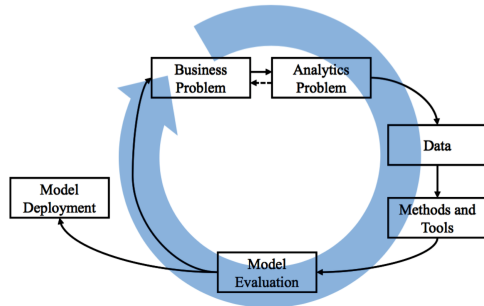 Business
Problem
Analytics
Problem
Data
Methods and
Tools
Model
Evaluation
Model
Deployment